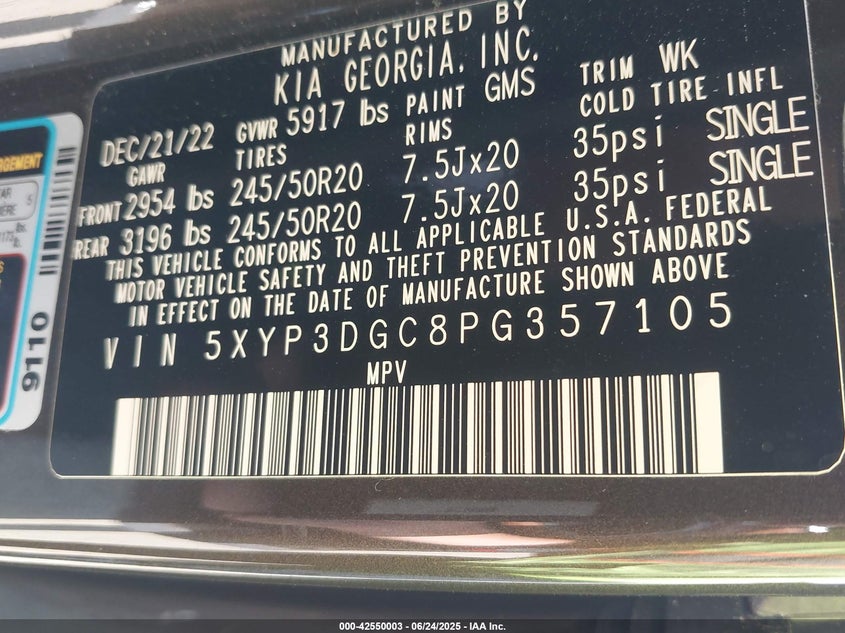 MANUFACTURED BY
KIA GEORGIA, INC.
DEC/21/22 GVWR 5917 lbs PAINT GMS TRIM WK
GAWR TIRES RIMS COLD TIRE INFL
FRONT 2954 lbs 245/50R20 7.5Jx20 35psi SINGLE
REAR 3196 lbs 245/50R20 7.5Jx20 35psi SINGLE
THIS VEHICLE CONFORMS TO ALL APPLICABLE U.S.A. FEDERAL
MOTOR VEHICLE SAFETY AND THEFT PREVENTION STANDARDS
IN EFFECT ON THE DATE OF MANUFACTURE SHOWN ABOVE
VIN 5XYP3DGC8PG357105
MPV
9110
5
000-42550003 - 06/24/2025 - IAA Inc.